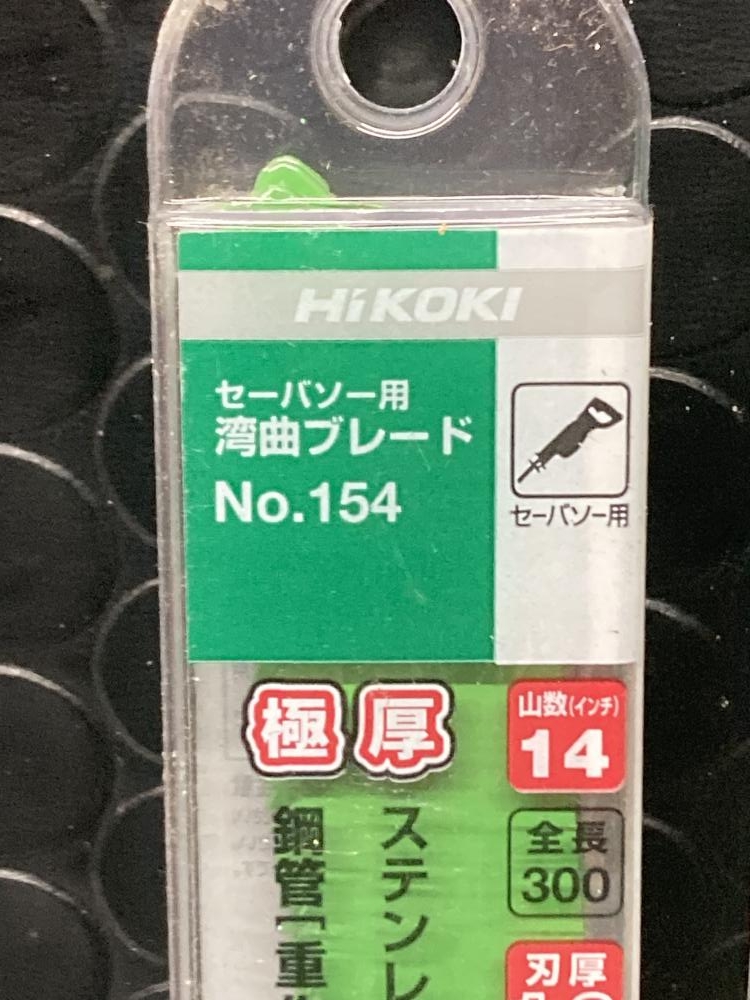 HiKOKI
セーバソー用
湾曲ブレード
No.154
セーバソー用
極厚
山数(インチ)
14
全長
300
ステンレ
鋼管[重
刃厚